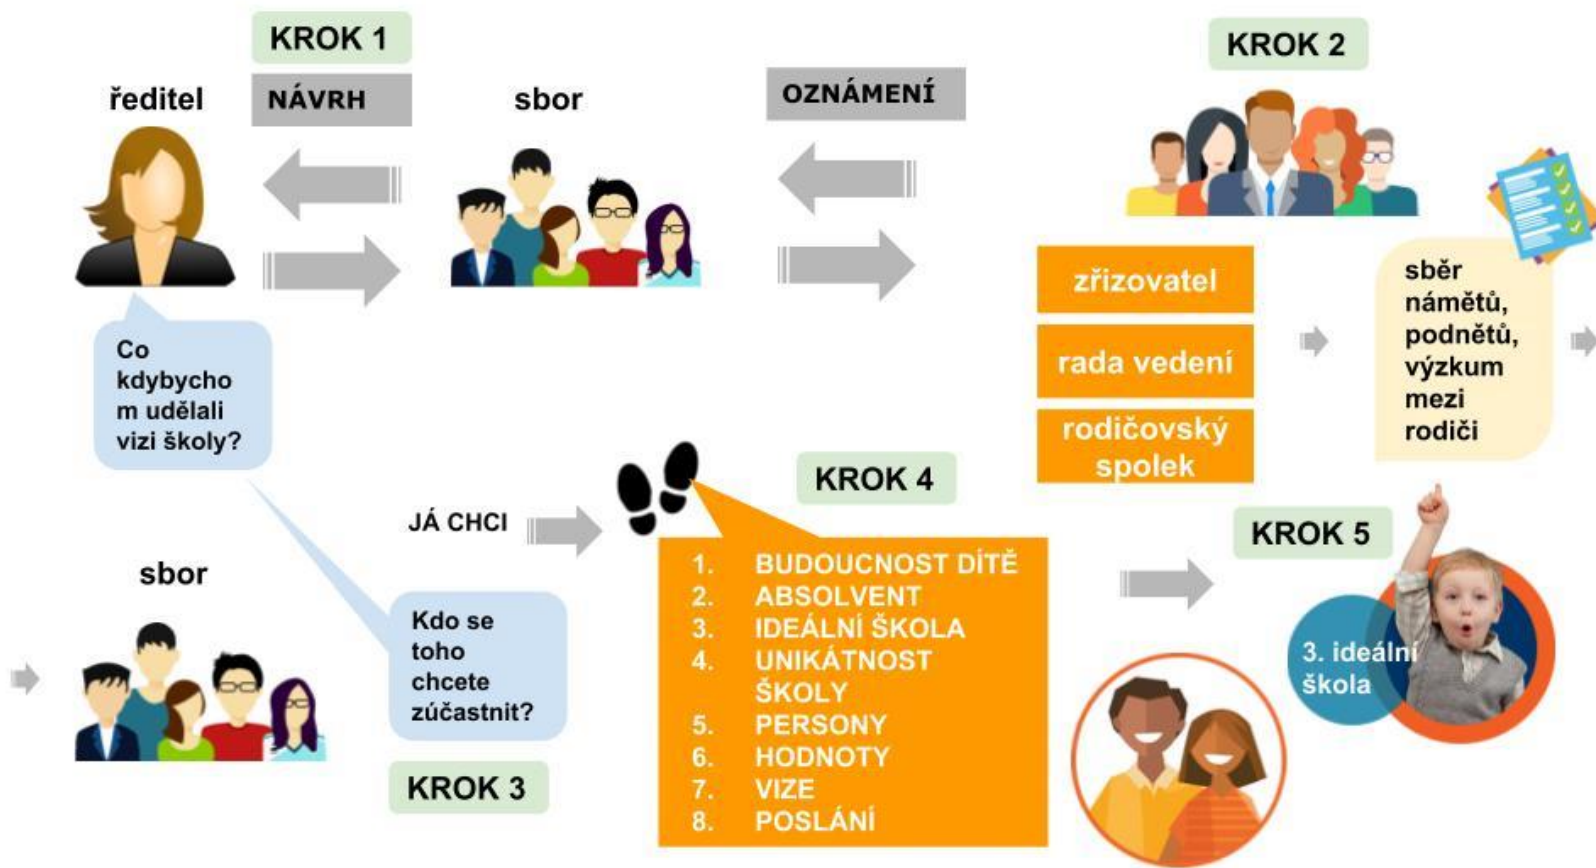 KROK 1
ředitel
NÁVRH
sbor
OZNÁMENÍ
KROK 2
Co
kdybycho
m udělali
vizi školy?
zřizovatel
rada vedení
rodičovský
spolek
sběr
námětů,
podnětů,
výzkum
mezi
rodiči
sbor
Kdo se
toho
chcete
zúčastnit?
KROK 3
JÁ CHCI
KROK 4
1. BUDOUCNOST DÍTĚ
2. ABSOLVENT
3. IDEÁLNÍ ŠKOLA
4. UNIKÁTNOST
ŠKOLY
5. PERSONY
6. HODNOTY
7. VIZE
8. POSLÁNÍ
KROK 5
3. ideální
škola